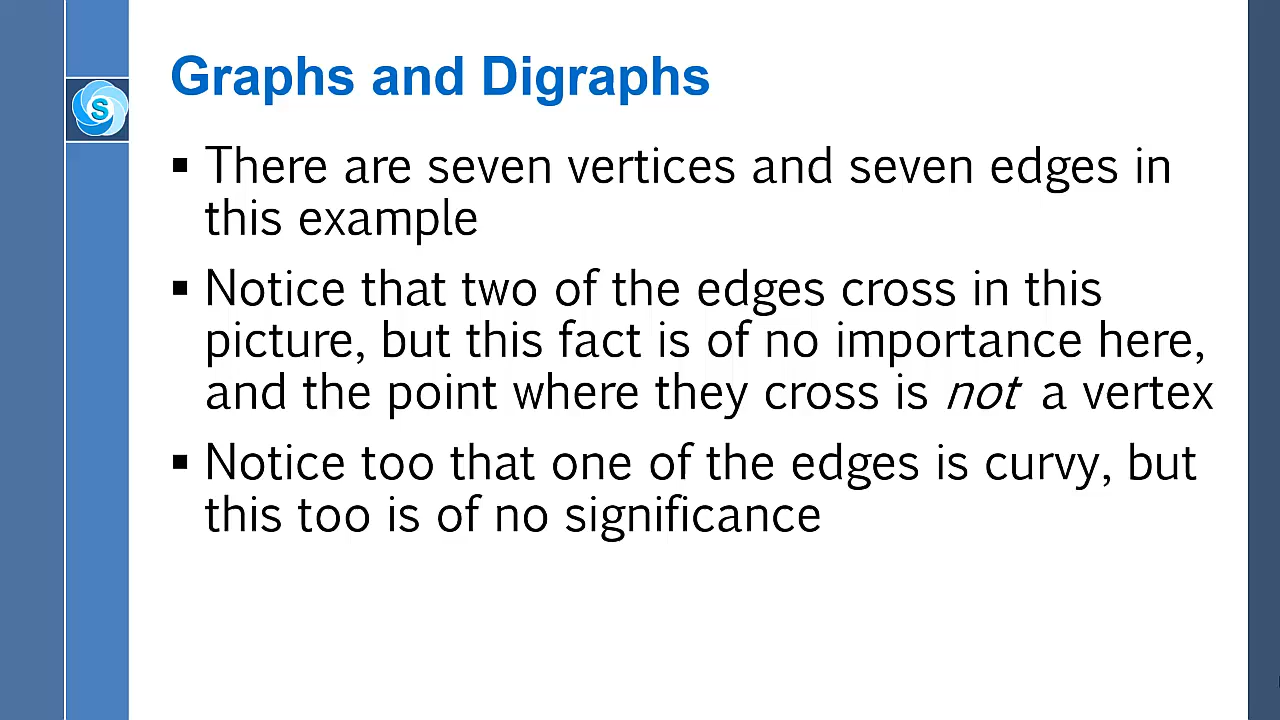 Graphs and Digraphs
S
▪ There are seven vertices and seven edges in
this example
▪ Notice that two of the edges cross in this
picture, but this fact is of no importance here,
and the point where they cross is not a vertex
▪ Notice too that one of the edges is curvy, but
this too is of no significance